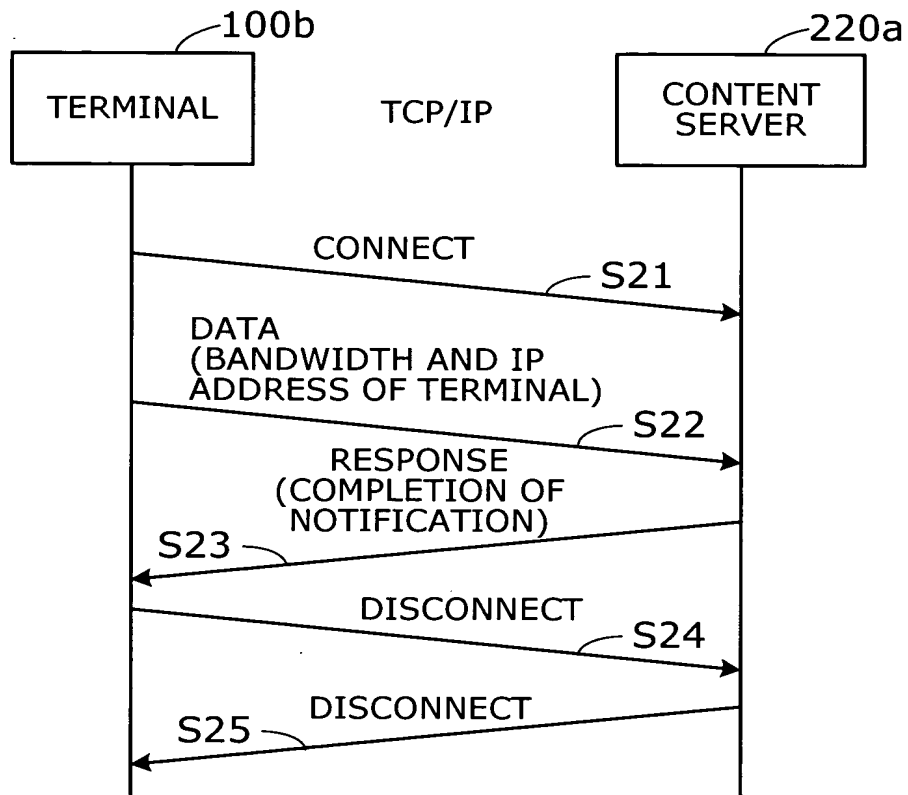 100b
220a
TERMINAL
TCP/IP
CONTENT
SERVER
CONNECT
S21
DATA
(BANDWIDTH AND IP
ADDRESS OF TERMINAL)
S22
RESPONSE
(COMPLETION OF
NOTIFICATION)
S23
DISCONNECT
S24
DISCONNECT
S25